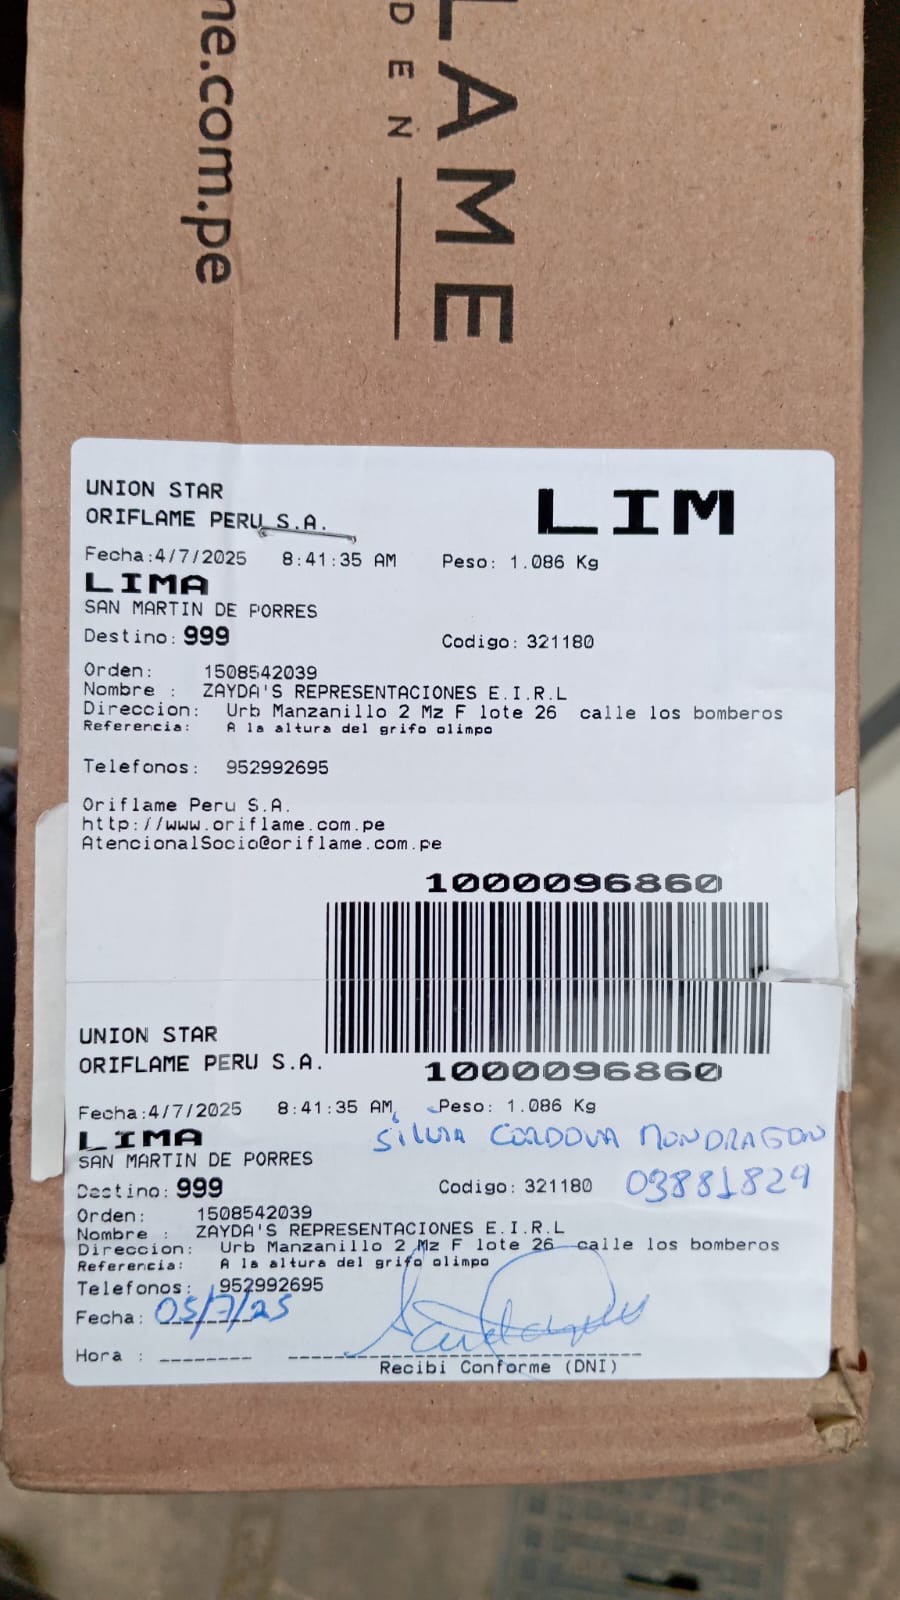 ne.com.pe
DEN
LAME
UNION STAR
LIM
ORIFLAME PERU S.A.
Fecha:4/7/2025 8:41:35 AM Peso: 1.086 Kg
LIMA
SAN MARTIN DE PORRES
Destino: 999 Codigo: 321180
Orden: 1508542039
Nombre : ZAYDA'S REPRESENTACIONES E.I.R.L
Direccion: Urb Manzanillo 2 Mz F lote 26 calle los bomberos
Referencia: A la altura del grifo olimpo
Telefonos: 952992695
Oriflame Peru S.A.
http://www.oriflame.com.pe
AtencionalSocio@oriflame.com.pe
1000096860
UNION STAR
ORIFLAME PERU S.A.
1000096860
Fecha:4/7/2025 8:41:35 AM Peso: 1.086 Kg
LIMA
SILVIA CORDOVA MONDRAGON
SAN MARTIN DE PORRES
Destino: 999 Codigo: 321180 03881829
Orden: 1508542039
Nombre : ZAYDA'S REPRESENTACIONES E.I.R.L
Direccion: Urb Manzanillo 2 Mz F lote 26 calle los bomberos
Referencia: A la altura del grifo olimpo
Telefonos: 952992695
Fecha: 05/7/25
Hora :
Recibi Conforme (DNI)